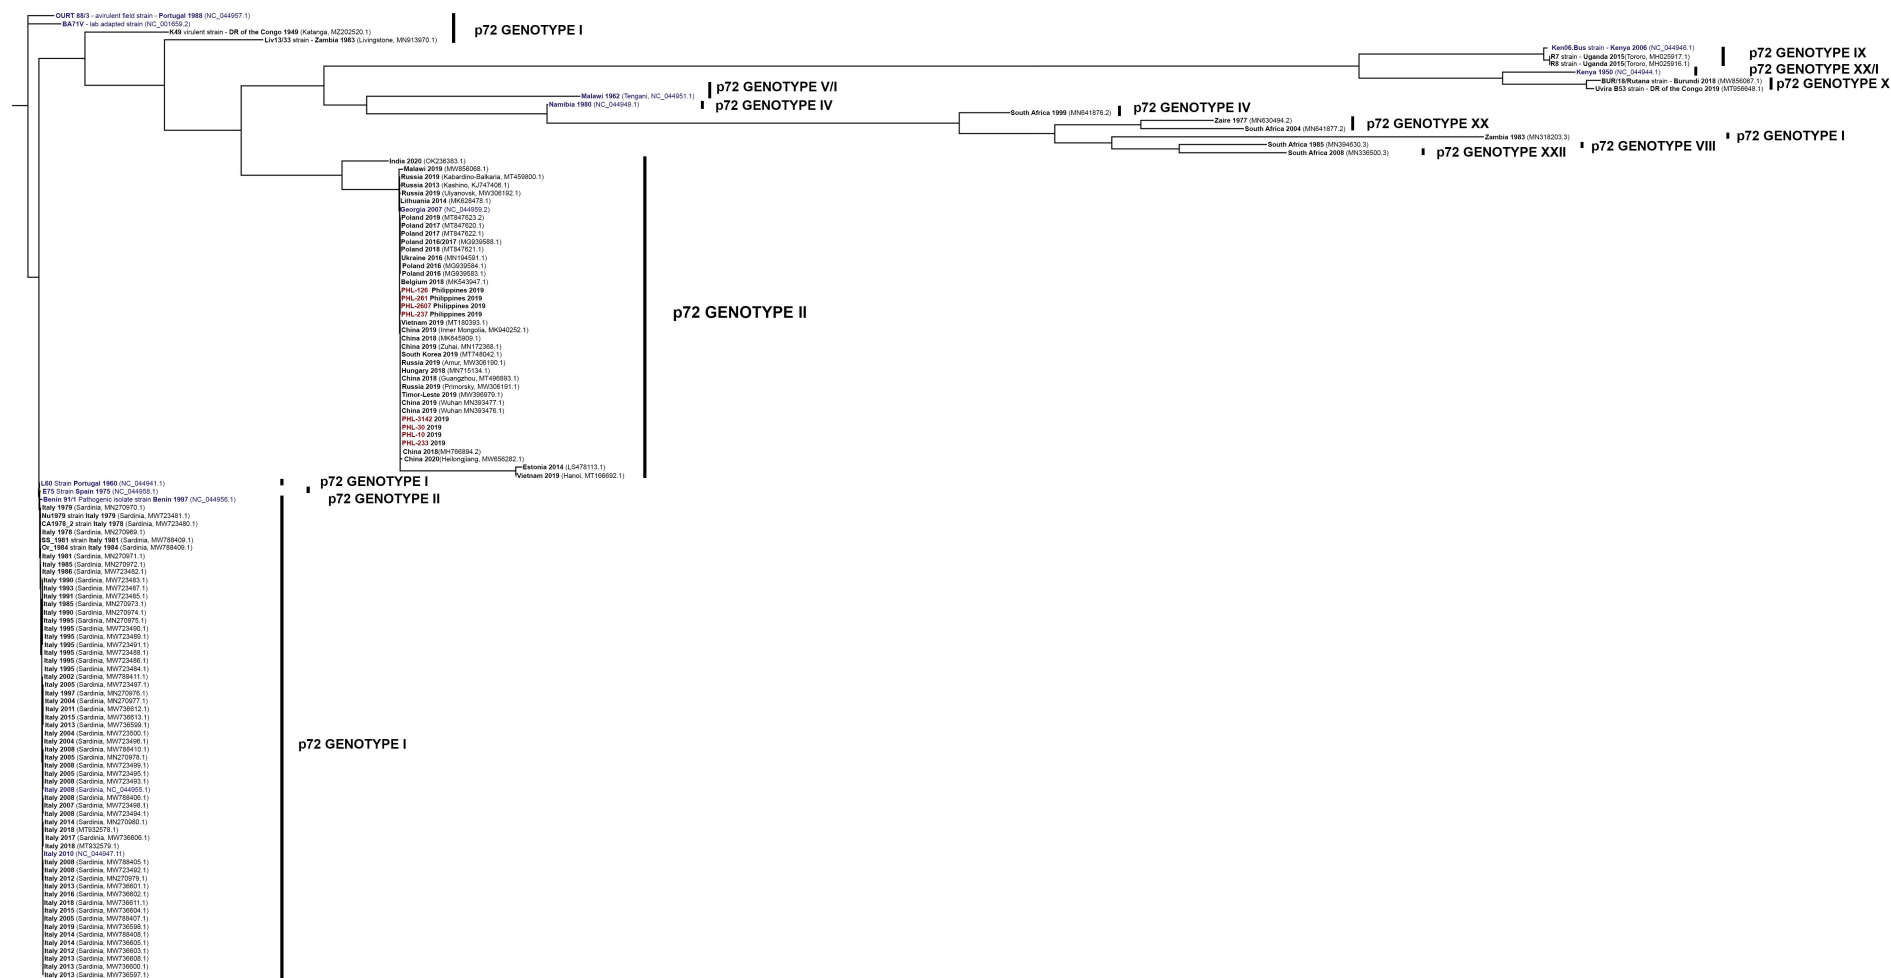 OURT 88/3 - avirulent field strain - Portugal 1988 (NC_044957.1)
BA71V - lab adapted strain (NC_001659.2)
K49 virulent strain - DR of the Congo 1949 (Katanga, MZ202520.1)
Liv13/33 strain - Zambia 1983 (Livingstone, MN913970.1)
p72 GENOTYPE I
Ken06.Bus strain - Kenya 2006 (NC_044946.1)
R7 strain - Uganda 2015(Tororo, MH025917.1)
R8 strain - Uganda 2015(Tororo, MH025916.1)
p72 GENOTYPE IX
Kenya 1950 (NC_044944.1)
p72 GENOTYPE XX/I
BUR/18/Rutana strain - Burundi 2018 (MW856067.1)
Uvira B53 strain - DR of the Congo 2019 (MT956648.1)
p72 GENOTYPE X
Malawi 1962 (Tengani, NC_044951.1)
p72 GENOTYPE V/I
Namibia 1980 (NC_044949.1)
p72 GENOTYPE IV
South Africa 1999 (MN641876.2)
p72 GENOTYPE IV
Zaire 1977 (MN630494.2)
South Africa 2004 (MN641877.2)
p72 GENOTYPE XX
Zambia 1983 (MN318203.3)
p72 GENOTYPE I
South Africa 1985 (MN394630.3)
p72 GENOTYPE VIII
South Africa 2008 (MN336500.3)
p72 GENOTYPE XXII
India 2020 (OK236383.1)
Malawi 2019 (MW856068.1)
Russia 2019 (Kabardino-Balkaria, MT459800.1)
Russia 2013 (Kashino, KJ747406.1)
Russia 2019 (Ulyanovsk, MW306192.1)
Lithuania 2014 (MK628478.1)
Georgia 2007 (NC_044959.2)
Poland 2019 (MT847623.2)
Poland 2017 (MT847620.1)
Poland 2017 (MT847622.1)
Poland 2016/2017 (MG939588.1)
Poland 2018 (MT847621.1)
Ukraine 2016 (MN194591.1)
Poland 2016 (MG939584.1)
Poland 2016 (MG939583.1)
Belgium 2018 (MK543947.1)
PHL-126 Philippines 2019
PHL-261 Philippines 2019
PHL-2607 Philippines 2019
PHL-237 Philippines 2019
Vietnam 2019 (MT180393.1)
China 2019 (Inner Mongolia, MK940252.1)
China 2018 (MK645909.1)
China 2019 (Zuhai, MN172368.1)
South Korea 2019 (MT748042.1)
Russia 2019 (Amur, MW306190.1)
Hungary 2018 (MN715134.1)
China 2018 (Guangzhou, MT496893.1)
Russia 2019 (Primorsky, MW306191.1)
Timor-Leste 2019 (MW396979.1)
China 2019 (Wuhan MN393477.1)
China 2019 (Wuhan MN393476.1)
PHL-3142 2019
PHL-30 2019
PHL-10 2019
PHL-233 2019
China 2018(MH766894.2)
China 2020(Heilongjiang, MW656282.1)
Estonia 2014 (LS478113.1)
Vietnam 2019 (Hanoi, MT166692.1)
p72 GENOTYPE II
L60 Strain Portugal 1960 (NC_044941.1)
p72 GENOTYPE I
E75 Strain Spain 1975 (NC_044958.1)
p72 GENOTYPE II
Benin 91/1 Pathogenic isolate strain Benin 1997 (NC_044956.1)
Italy 1979 (Sardinia, MN270970.1)
Nu1979 strain Italy 1979 (Sardinia, MW723481.1)
CA1978_2 strain Italy 1978 (Sardinia, MW723480.1)
Italy 1978 (Sardinia, MN270969.1)
SS_1981 strain Italy 1981 (Sardinia, MW788409.1)
Or_1984 strain Italy 1984 (Sardinia, MW788409.1)
Italy 1981 (Sardinia, MN270971.1)
Italy 1985 (Sardinia, MN270972.1)
Italy 1986 (Sardinia, MW723482.1)
Italy 1990 (Sardinia, MW723483.1)
Italy 1993 (Sardinia, MW723487.1)
Italy 1991 (Sardinia, MW723485.1)
Italy 1985 (Sardinia, MN270973.1)
Italy 1990 (Sardinia, MN270974.1)
Italy 1995 (Sardinia, MN270975.1)
Italy 1995 (Sardinia, MW723490.1)
Italy 1995 (Sardinia, MW723489.1)
Italy 1995 (Sardinia, MW723491.1)
Italy 1995 (Sardinia, MW723488.1)
Italy 1995 (Sardinia, MW723486.1)
Italy 1995 (Sardinia, MW723484.1)
Italy 2002 (Sardinia, MW788411.1)
Italy 2005 (Sardinia, MW723497.1)
Italy 1997 (Sardinia, MN270976.1)
Italy 2004 (Sardinia, MN270977.1)
Italy 2011 (Sardinia, MW736612.1)
Italy 2015 (Sardinia, MW736613.1)
Italy 2013 (Sardinia, MW736599.1)
Italy 2004 (Sardinia, MW723500.1)
Italy 2004 (Sardinia, MW723496.1)
Italy 2008 (Sardinia, MW788410.1)
Italy 2005 (Sardinia, MN270978.1)
Italy 2008 (Sardinia, MW723499.1)
Italy 2005 (Sardinia, MW723495.1)
Italy 2008 (Sardinia, MW723493.1)
Italy 2008 (Sardinia, NC_044955.1)
Italy 2008 (Sardinia, MW788406.1)
Italy 2007 (Sardinia, MW723498.1)
Italy 2008 (Sardinia, MW723494.1)
Italy 2014 (Sardinia, MN270980.1)
Italy 2018 (MT932578.1)
Italy 2017 (Sardinia, MW736606.1)
Italy 2018 (MT932579.1)
Italy 2010 (NC_044947.11)
Italy 2008 (Sardinia, MW788405.1)
Italy 2008 (Sardinia, MW723492.1)
Italy 2012 (Sardinia, MN270979.1)
Italy 2013 (Sardinia, MW736601.1)
Italy 2016 (Sardinia, MW736602.1)
Italy 2018 (Sardinia, MW736611.1)
Italy 2015 (Sardinia, MW736604.1)
Italy 2005 (Sardinia, MW788407.1)
Italy 2019 (Sardinia, MW736598.1)
Italy 2014 (Sardinia, MW788408.1)
Italy 2014 (Sardinia, MW736605.1)
Italy 2012 (Sardinia, MW736603.1)
Italy 2013 (Sardinia, MW736608.1)
Italy 2013 (Sardinia, MW736600.1)
Italy 2013 (Sardinia, MW736597.1)
p72 GENOTYPE I